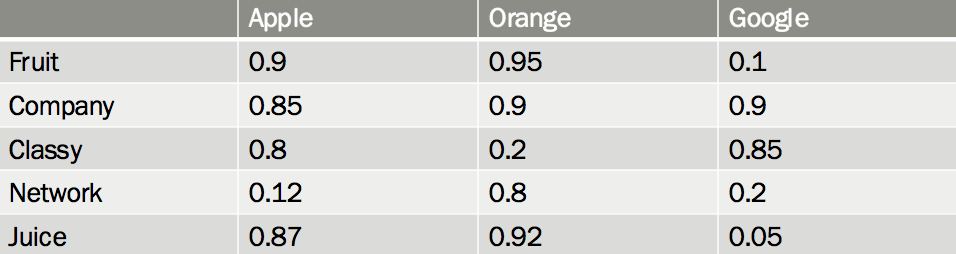 Apple Orange Google
Fruit 0.9 0.95 0.1
Company 0.85 0.9 0.9
Classy 0.8 0.2 0.85
Network 0.12 0.8 0.2
Juice 0.87 0.92 0.05